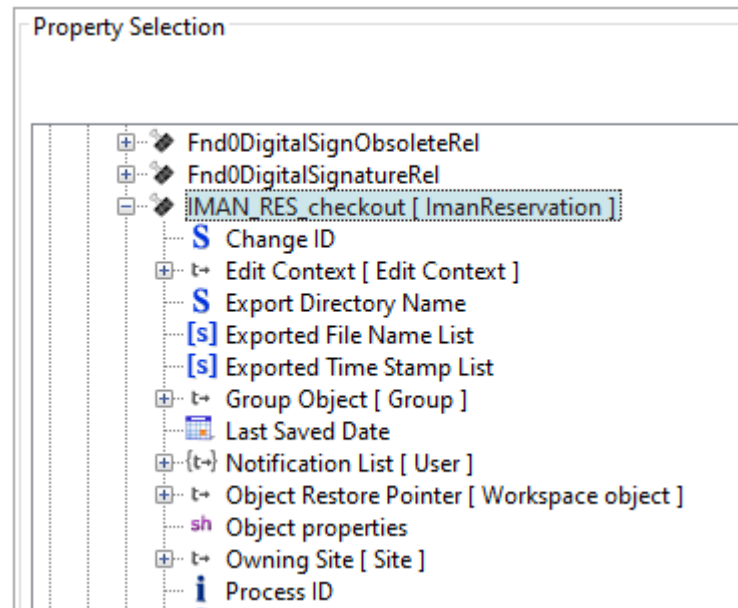 Property Selection
Fnd0DigitalSignObsoleteRel
Fnd0DigitalSignatureRel
IMAN_RES_checkout [ ImanReservation ]
S Change ID
t→ Edit Context [ Edit Context ]
S Export Directory Name
[s] Exported File Name List
[s] Exported Time Stamp List
t→ Group Object [ Group ]
Last Saved Date
{t→} Notification List [ User ]
t→ Object Restore Pointer [ Workspace object ]
sh Object properties
t→ Owning Site [ Site ]
i Process ID